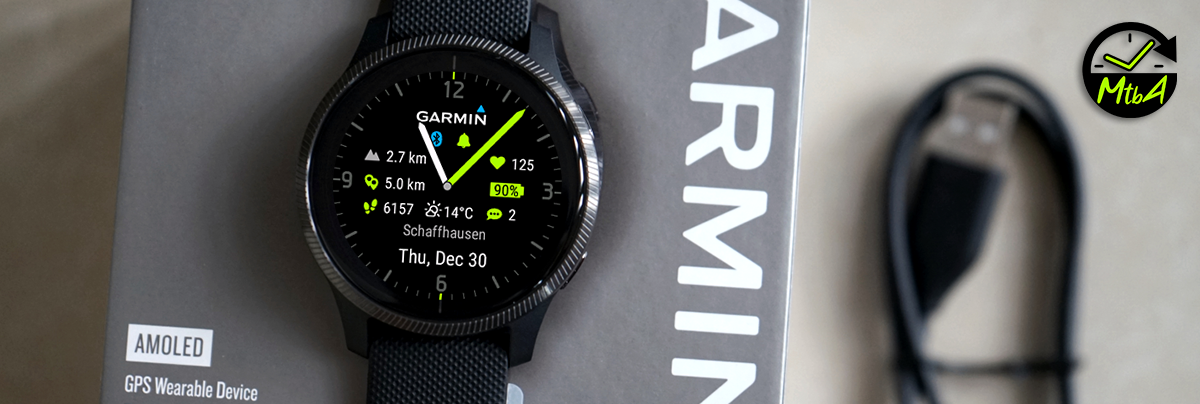 12
GARMIN
2.7 km
125
9
5.0 km
90%
3
6157
14°C
2
Schaffhausen
Thu, Dec 30
6
AMOLED
GPS Wearable Device
ARMIN
MtbA